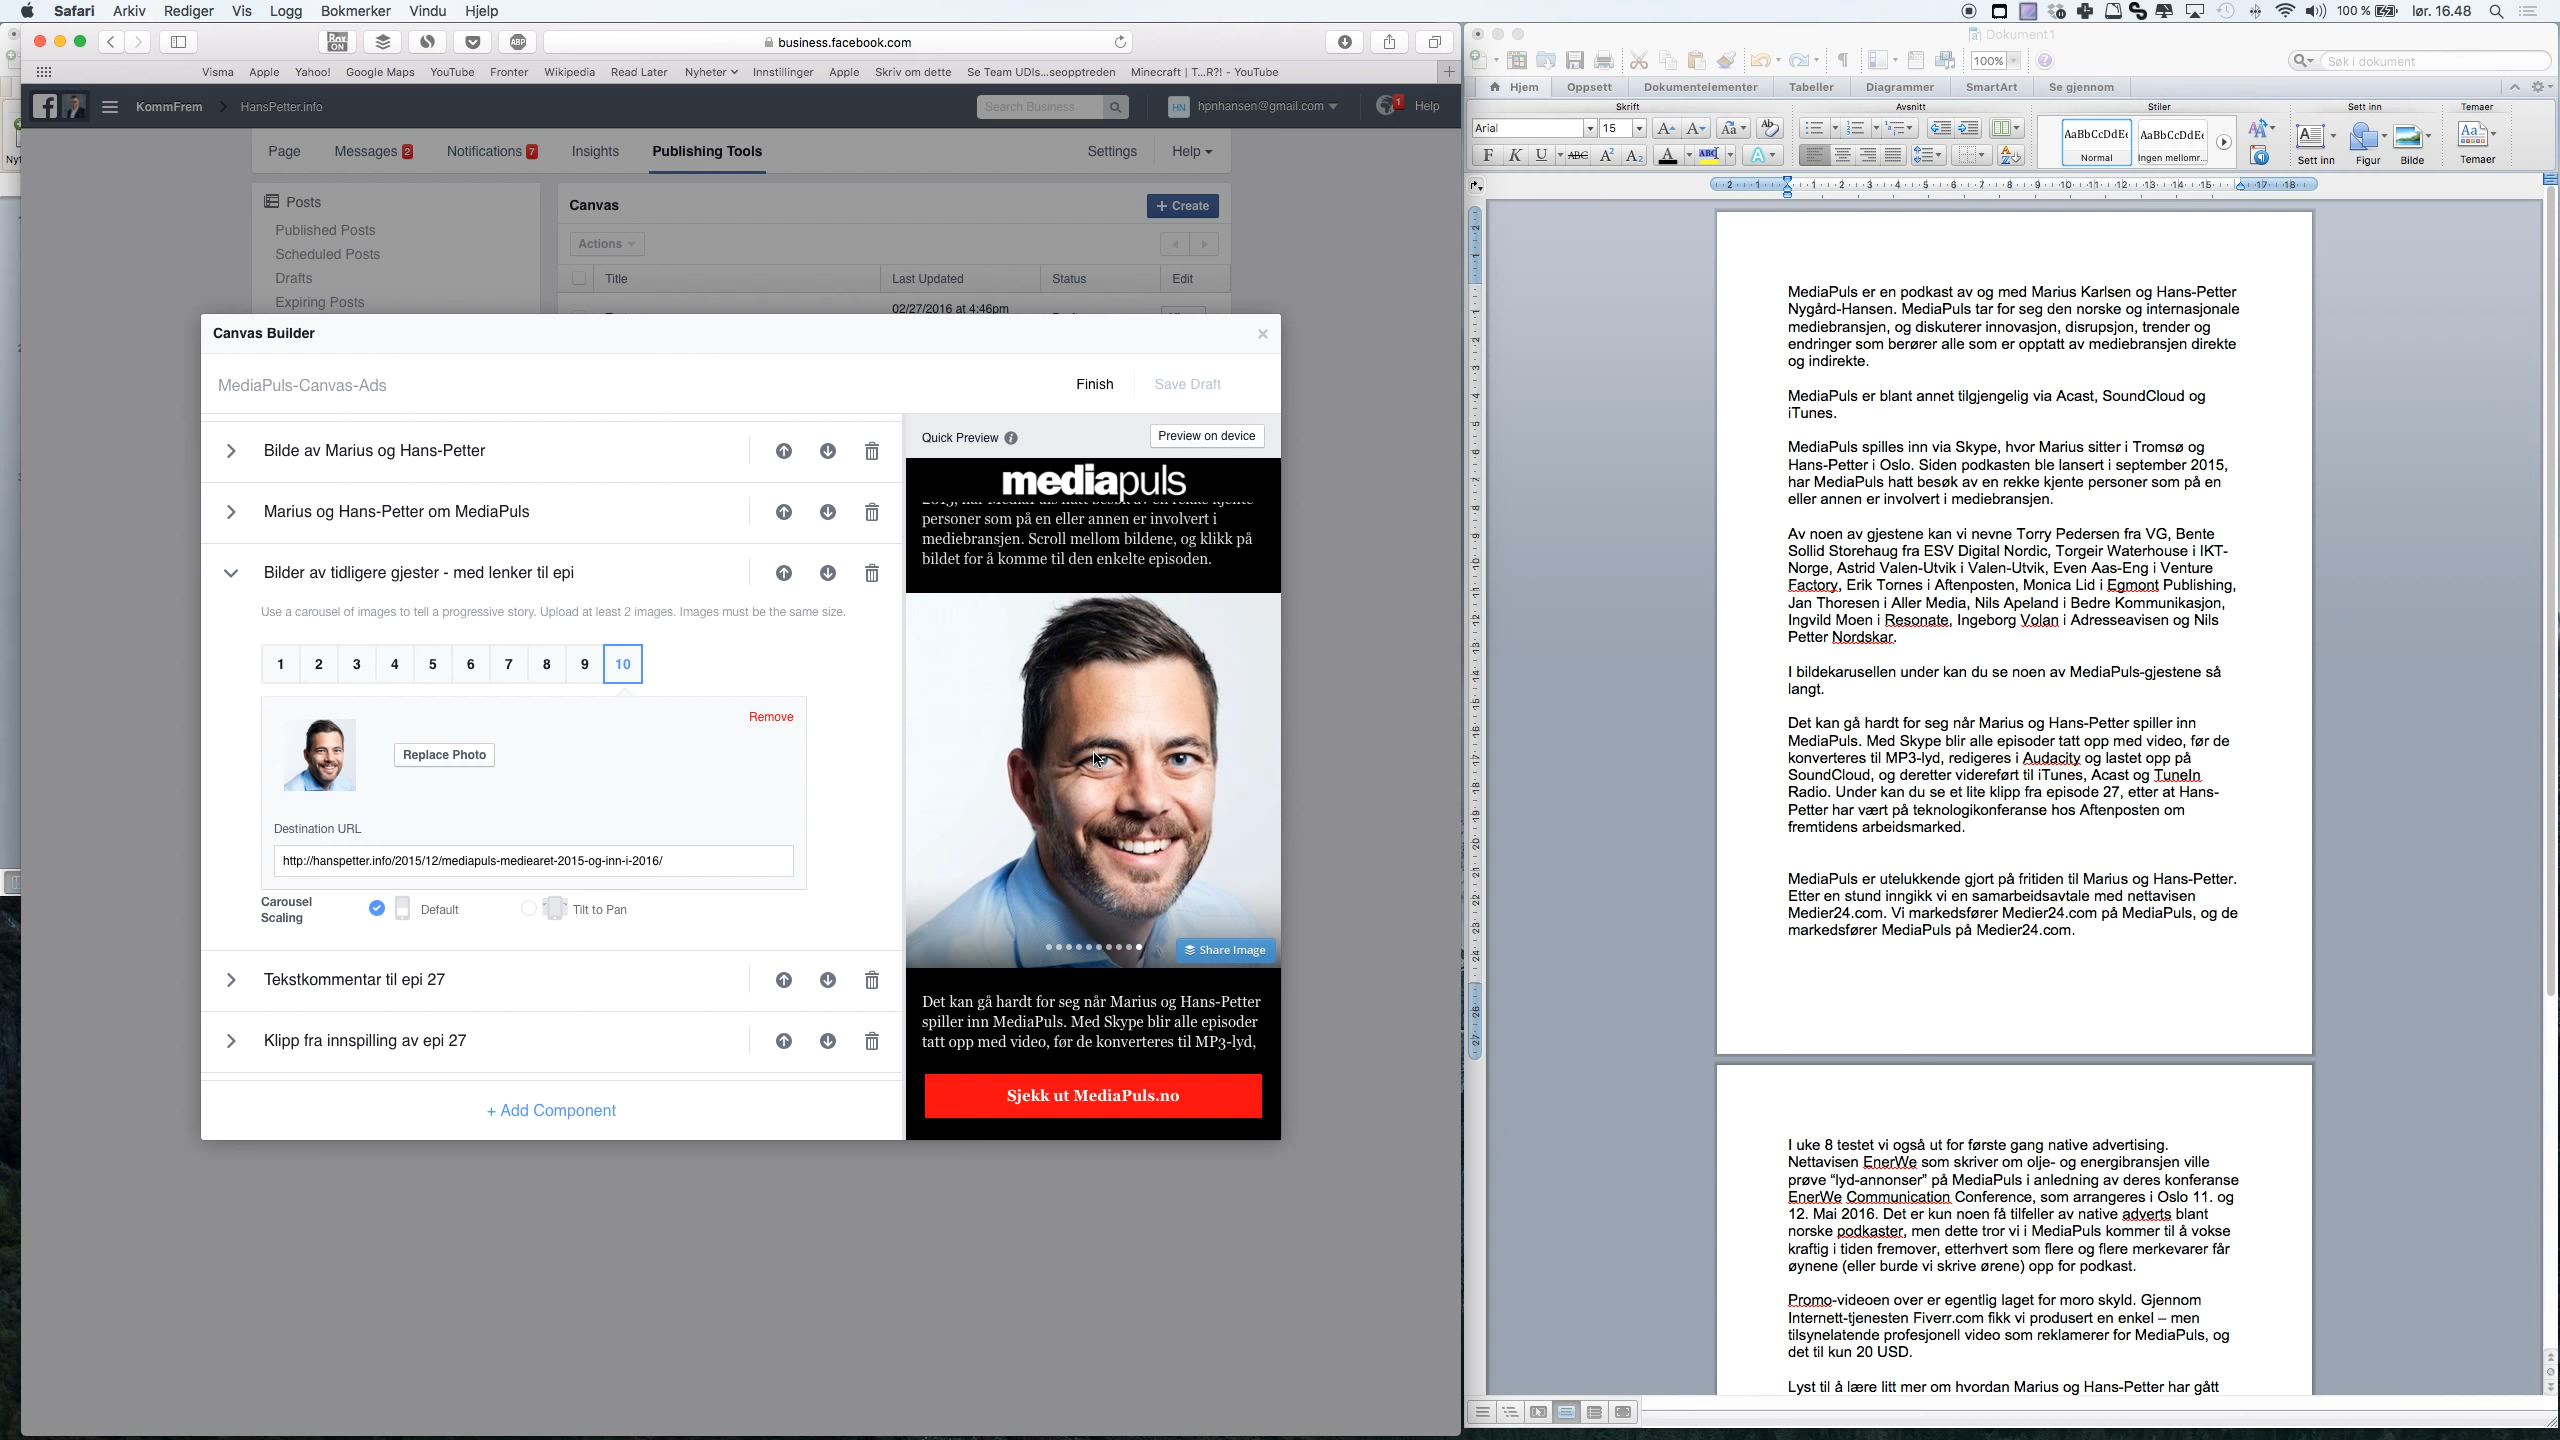 Safari Arkiv Rediger Vis Logg Bokmerker Vindu Hjelp
100 % lør. 16.48
business.facebook.com
Visma Apple Yahoo! Google Maps YouTube Fronter Wikipedia Read Later Nyheter Innstillinger Apple Skriv om dette Se Team UDIs...seopptreden Minecraft | T...R?! - YouTube
KommFrem HansPetter.info
Search Business
HN hpnhansen@gmail.com 1 Help
Page Messages 2 Notifications 7 Insights Publishing Tools Settings Help
Posts
Published Posts
Scheduled Posts
Drafts
Expiring Posts
Canvas
+ Create
Actions
Title Last Updated Status Edit
02/27/2016 at 4:46pm
Canvas Builder
MediaPuls-Canvas-Ads
Finish Save Draft
Bilde av Marius og Hans-Petter
Marius og Hans-Petter om MediaPuls
Bilder av tidligere gjester - med lenker til epi
Use a carousel of images to tell a progressive story. Upload at least 2 images. Images must be the same size.
1 2 3 4 5 6 7 8 9 10
Remove
Replace Photo
Destination URL
http://hanspetter.info/2015/12/mediapuls-mediearet-2015-og-inn-i-2016/
Carousel
Scaling
Default
Tilt to Pan
Tekstkommentar til epi 27
Klipp fra innspilling av epi 27
+ Add Component
Quick Preview
Preview on device
mediapuls
personer som på en eller annen er involvert i
mediebransjen. Scroll mellom bildene, og klikk på
bildet for å komme til den enkelte episoden.
Share Image
Det kan gå hardt for seg når Marius og Hans-Petter
spiller inn MediaPuls. Med Skype blir alle episoder
tatt opp med video, før de konverteres til MP3-lyd,
Sjekk ut MediaPuls.no
Dokument1
100%
Søk i dokument
Hjem Oppsett Dokumentelementer Tabeller Diagrammer SmartArt Se gjennom
Skrift Avsnitt Stiler Sett inn Temaer
Arial 15
F K U ABC A² A₂ A ABC A
AaBbCcDdEe AaBbCcDdEe
Normal Ingen mellomr...
Sett inn Figur Bilde Temaer
MediaPuls er en podkast av og med Marius Karlsen og Hans-Petter
Nygård-Hansen. MediaPuls tar for seg den norske og internasjonale
mediebransjen, og diskuterer innovasjon, disrupsjon, trender og
endringer som berører alle som er opptatt av mediebransjen direkte
og indirekte.
MediaPuls er blant annet tilgjengelig via Acast, SoundCloud og
iTunes.
MediaPuls spilles inn via Skype, hvor Marius sitter i Tromsø og
Hans-Petter i Oslo. Siden podkasten ble lansert i september 2015,
har MediaPuls hatt besøk av en rekke kjente personer som på en
eller annen er involvert i mediebransjen.
Av noen av gjestene kan vi nevne Torry Pedersen fra VG, Bente
Sollid Storehaug fra ESV Digital Nordic, Torgeir Waterhouse i IKT-
Norge, Astrid Valen-Utvik i Valen-Utvik, Even Aas-Eng i Venture
Factory, Erik Tornes i Aftenposten, Monica Lid i Egmont Publishing,
Jan Thoresen i Aller Media, Nils Apeland i Bedre Kommunikasjon,
Ingvild Moen i Resonate, Ingeborg Volan i Adresseavisen og Nils
Petter Nordskar.
I bildekarusellen under kan du se noen av MediaPuls-gjestene så
langt.
Det kan gå hardt for seg når Marius og Hans-Petter spiller inn
MediaPuls. Med Skype blir alle episoder tatt opp med video, før de
konverteres til MP3-lyd, redigeres i Audacity og lastet opp på
SoundCloud, og deretter videreført til iTunes, Acast og TuneIn
Radio. Under kan du se et lite klipp fra episode 27, etter at Hans-
Petter har vært på teknologikonferanse hos Aftenposten om
fremtidens arbeidsmarked.
MediaPuls er utelukkende gjort på fritiden til Marius og Hans-Petter.
Etter en stund inngikk vi en samarbeidsavtale med nettavisen
Medier24.com. Vi markedsfører Medier24.com på MediaPuls, og de
markedsfører MediaPuls på Medier24.com.
I uke 8 testet vi også ut for første gang native advertising.
Nettavisen EnerWe som skriver om olje- og energibransjen ville
prøve “lyd-annonser” på MediaPuls i anledning av deres konferanse
EnerWe Communication Conference, som arrangeres i Oslo 11. og
12. Mai 2016. Det er kun noen få tilfeller av native adverts blant
norske podkaster, men dette tror vi i MediaPuls kommer til å vokse
kraftig i tiden fremover, etterhvert som flere og flere merkevarer får
øynene (eller burde vi skrive ørene) opp for podkast.
Promo-videoen over er egentlig laget for moro skyld. Gjennom
Internett-tjenesten Fiverr.com fikk vi produsert en enkel – men
tilsynelatende profesjonell video som reklamerer for MediaPuls, og
det til kun 20 USD.
Lyst til å lære litt mer om hvordan Marius og Hans-Petter har gått